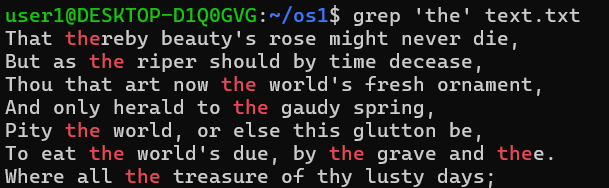 user1@DESKTOP-D1Q0GVG:~/os1$ grep 'the' text.txt
That thereby beauty's rose might never die,
But as the riper should by time decease,
Thou that art now the world's fresh ornament,
And only herald to the gaudy spring,
Pity the world, or else this glutton be,
To eat the world's due, by the grave and thee.
Where all the treasure of thy lusty days;